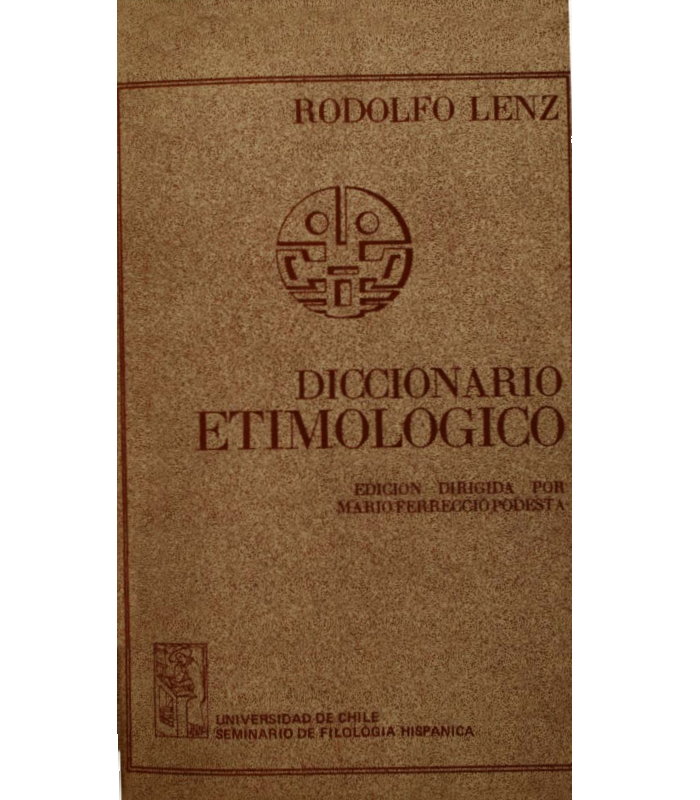 RODOLFO LENZ
DICCIONARIO
ETIMOLOGICO
EDICION DIRIGIDA POR
MARIO FERRECCIO PODESTA
UNIVERSIDAD DE CHILE
SEMINARIO DE FILOLOGIA HISPANICA